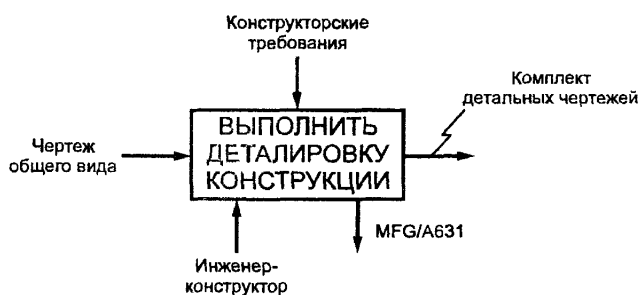 Конструкторские
требования
Комплект
детальных чертежей
Чертеж
общего вида
ВЫПОЛНИТЬ
ДЕТАЛИРОВКУ
КОНСТРУКЦИИ
MFG/A631
Инженер-
конструктор